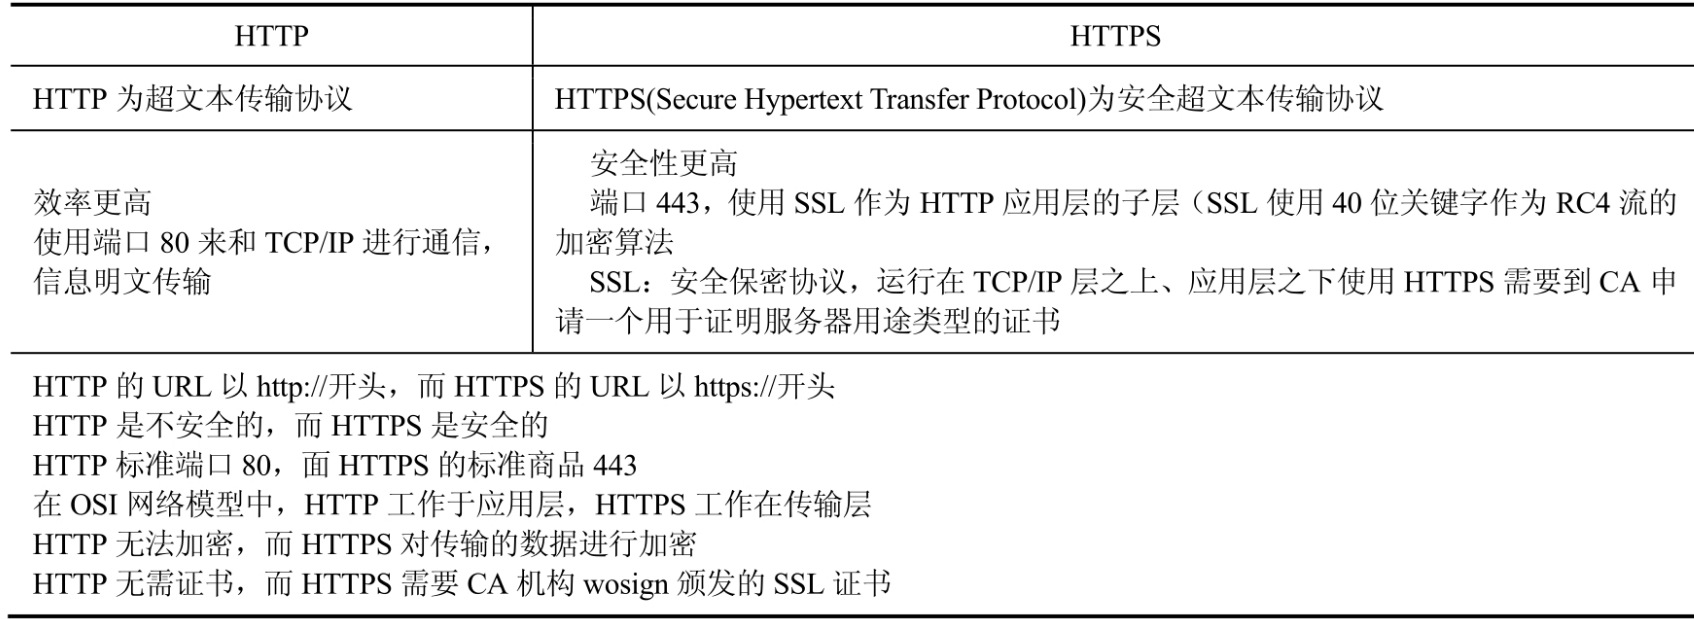 HTTP
HTTPS
HTTP 为超文本传输协议
HTTPS(Secure Hypertext Transfer Protocol)为安全超文本传输协议
效率更高
使用端口 80 来和 TCP/IP 进行通信，
信息明文传输
安全性更高
端口 443，使用 SSL 作为 HTTP 应用层的子层（SSL 使用 40 位关键字作为 RC4 流的
加密算法
SSL：安全保密协议，运行在 TCP/IP 层之上、应用层之下使用 HTTPS 需要到 CA 申
请一个用于证明服务器用途类型的证书
HTTP 的 URL 以 http://开头，而 HTTPS 的 URL 以 https://开头
HTTP 是不安全的，而 HTTPS 是安全的
HTTP 标准端口 80，面 HTTPS 的标准商品 443
在 OSI 网络模型中，HTTP 工作于应用层，HTTPS 工作在传输层
HTTP 无法加密，而 HTTPS 对传输的数据进行加密
HTTP 无需证书，而 HTTPS 需要 CA 机构 wosign 颁发的 SSL 证书